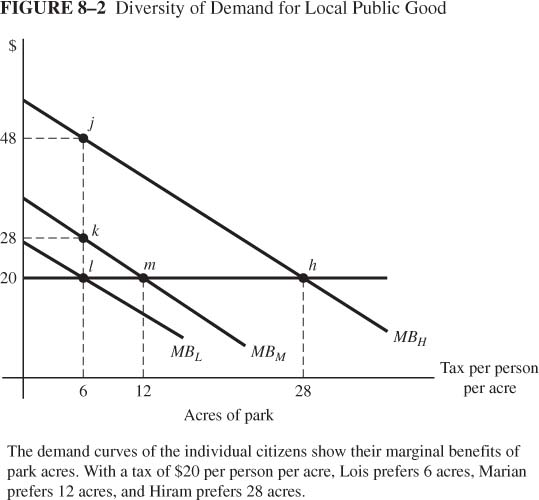 FIGURE 8–2 Diversity of Demand for Local Public Good
$
j
48
k
28
l
m
h
20
MB_L
MB_M
MB_H
Tax per person
per acre
6
12
28
Acres of park
The demand curves of the individual citizens show their marginal benefits of
park acres. With a tax of $20 per person per acre, Lois prefers 6 acres, Marian
prefers 12 acres, and Hiram prefers 28 acres.